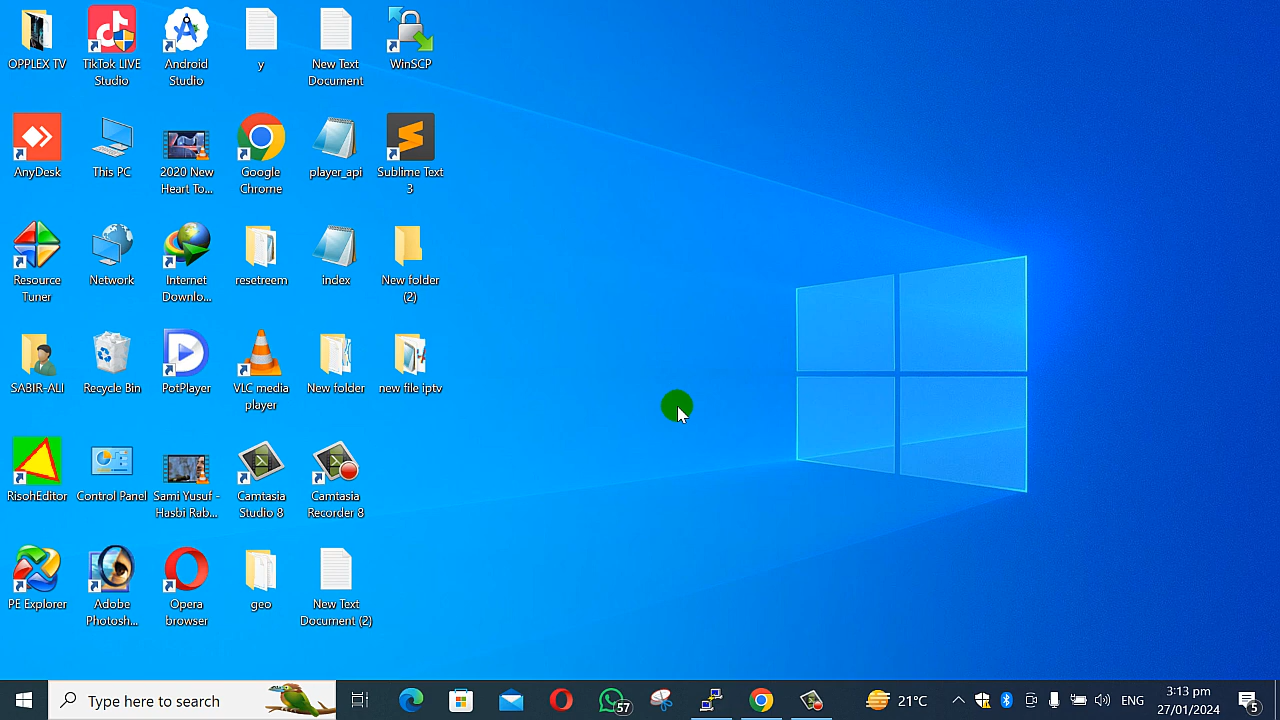 OPPLEX TV
TikTok LIVE
Studio
Android
Studio
y
New Text
Document
WinSCP
AnyDesk
This PC
2020 New
Heart To...
Google
Chrome
player_api
Sublime Text
3
Resource
Tuner
Network
Internet
Downlo...
resetreem
index
New folder
(2)
SABIR-ALI
Recycle Bin
PotPlayer
VLC media
player
New folder
new file iptv
RisohEditor
Control Panel
Sami Yusuf -
Hasbi Rab...
Camtasia
Studio 8
Camtasia
Recorder 8
PE Explorer
Adobe
Photosh...
Opera
browser
geo
New Text
Document (2)
Type here to search
57
21°C
ENG
3:13 pm
27/01/2024
5